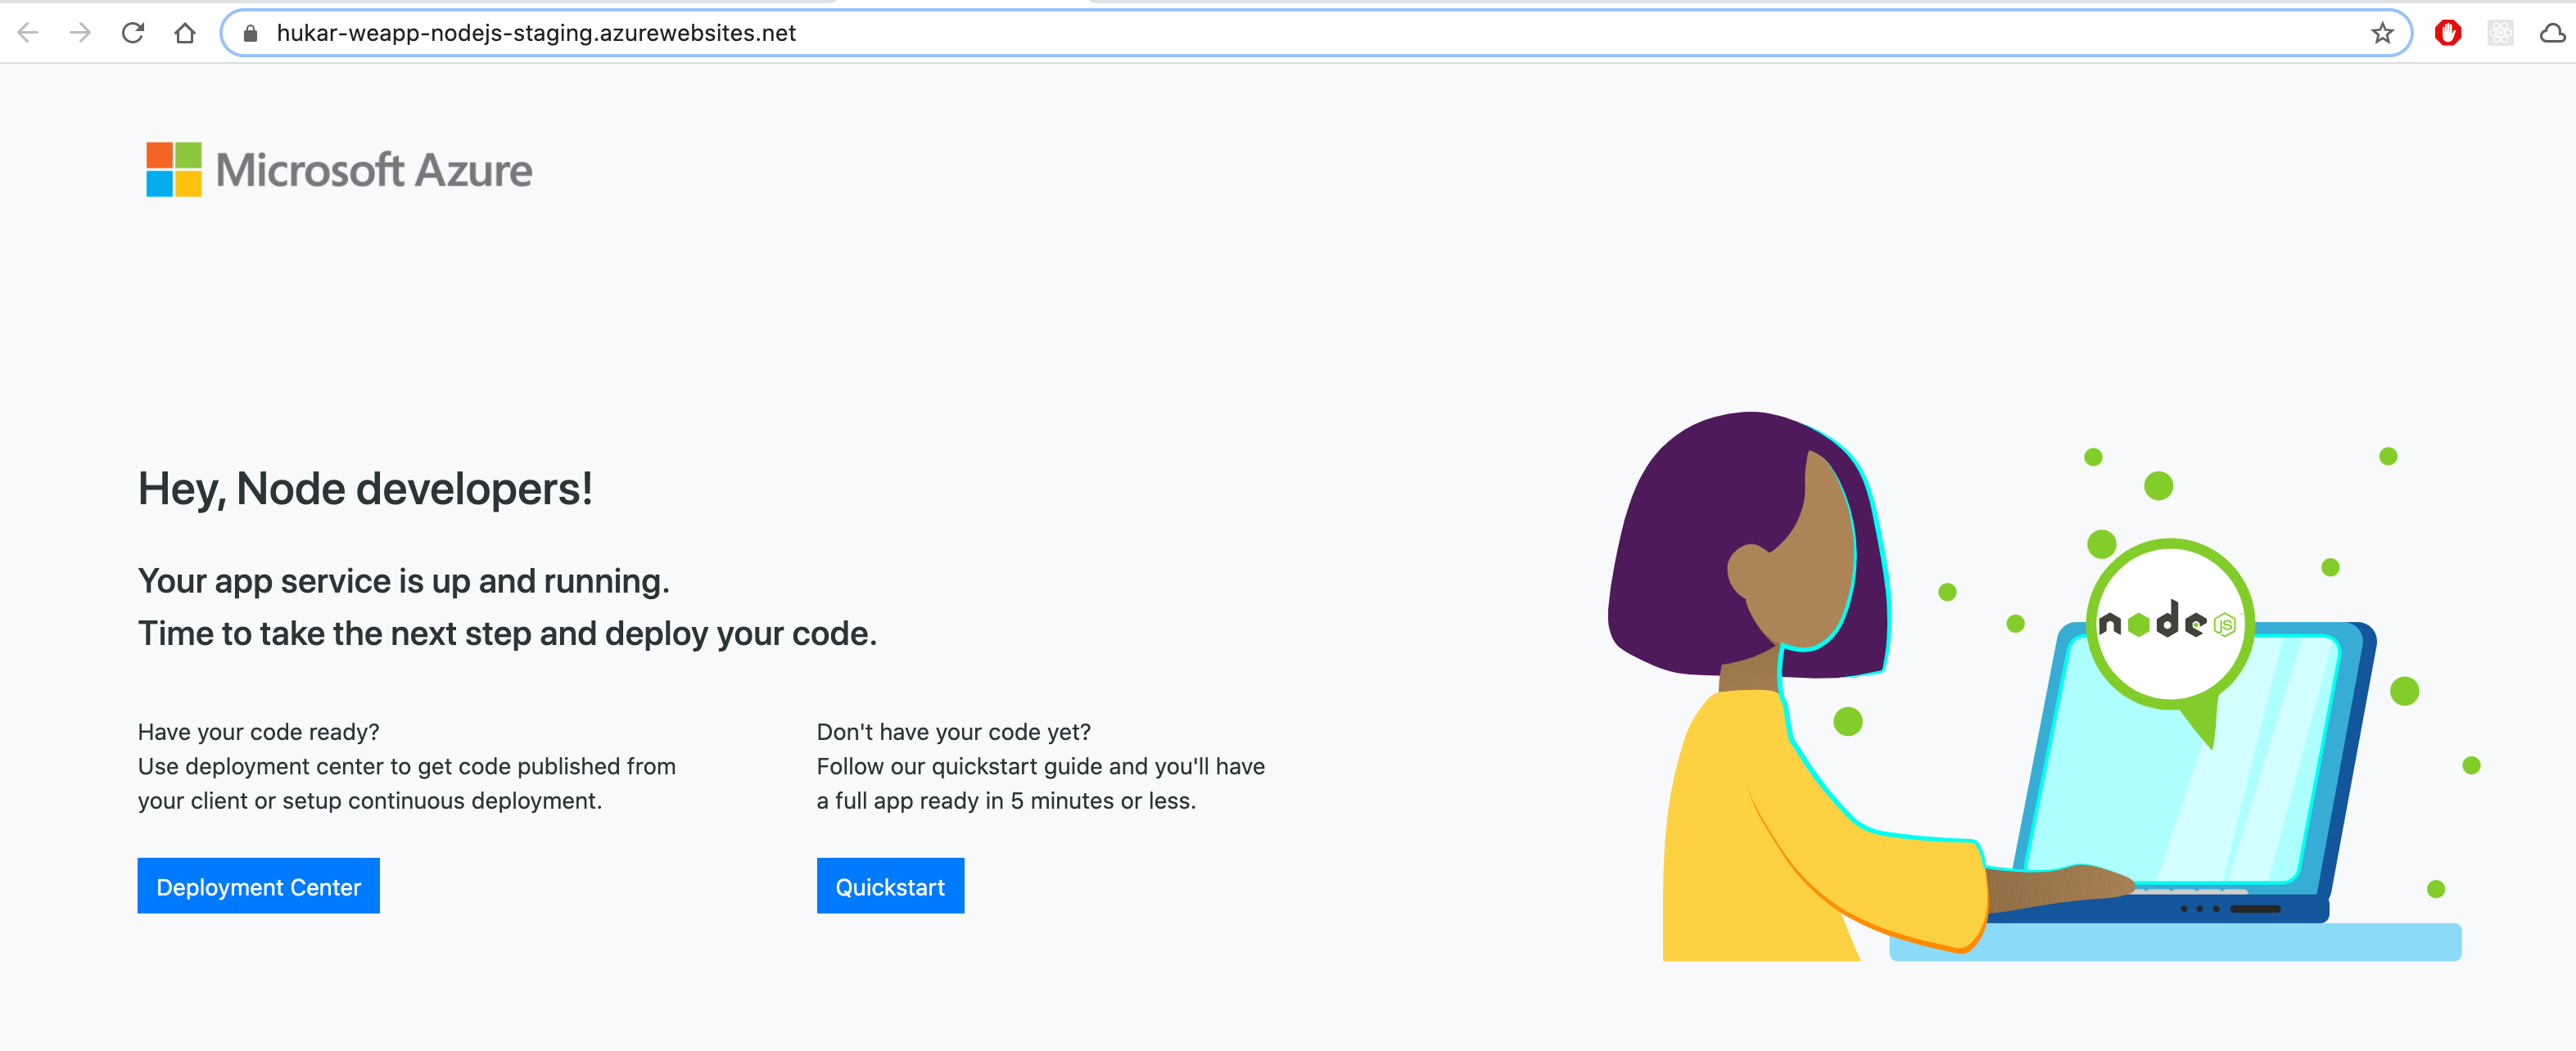 hukar-weapp-nodejs-staging.azurewebsites.net
Microsoft Azure
Hey, Node developers!
Your app service is up and running.
Time to take the next step and deploy your code.
Have your code ready?
Use deployment center to get code published from
your client or setup continuous deployment.
Deployment Center
Don't have your code yet?
Follow our quickstart guide and you'll have
a full app ready in 5 minutes or less.
Quickstart
node JS